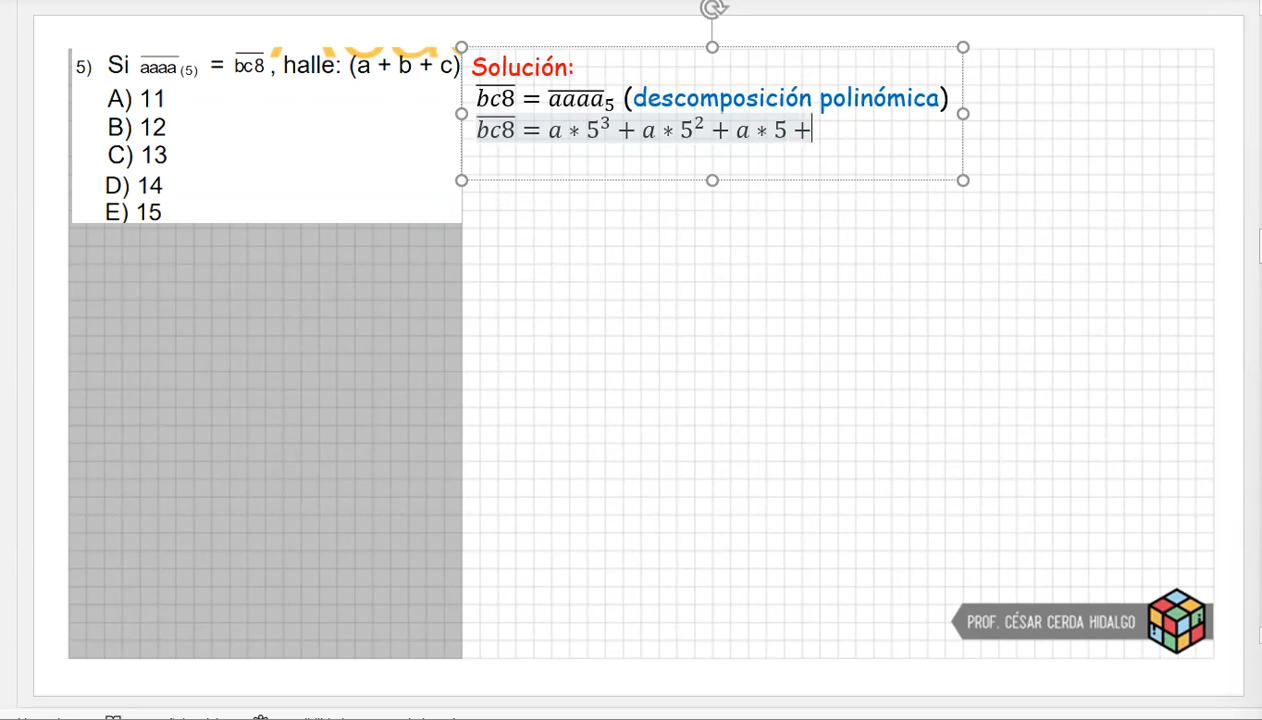 5) Si aaaa (5) = bc8 , halle: (a + b + c)
A) 11
B) 12
C) 13
D) 14
E) 15
Solución:
bc8 = aaaa₅ (descomposición polinómica)
bc8 = a ∗ 5³ + a ∗ 5² + a ∗ 5 +
PROF. CÉSAR CERDA HIDALGO